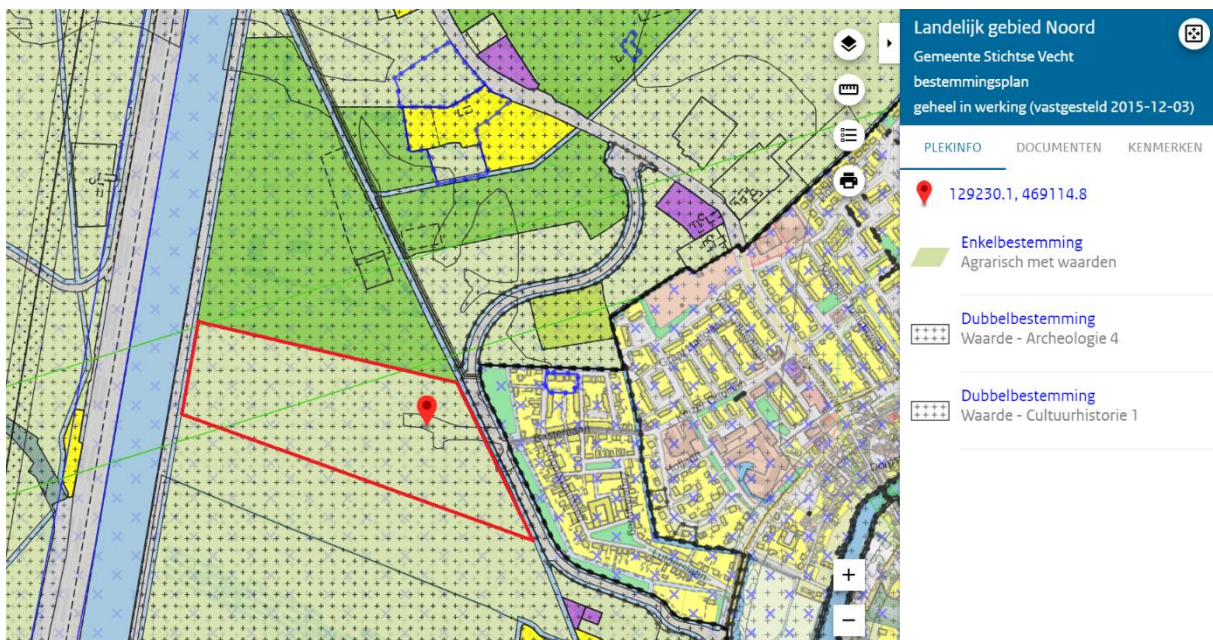 Landelijk gebied Noord
Gemeente Stichtse Vecht
bestemmingsplan
geheel in werking (vastgesteld 2015-12-03)
PLEKINFO DOCUMENTEN KENMERKEN
129230.1, 469114.8
Enkelbestemming
Agrarisch met waarden
Dubbelbestemming
Waarde - Archeologie 4
Dubbelbestemming
Waarde - Cultuurhistorie 1
+
−